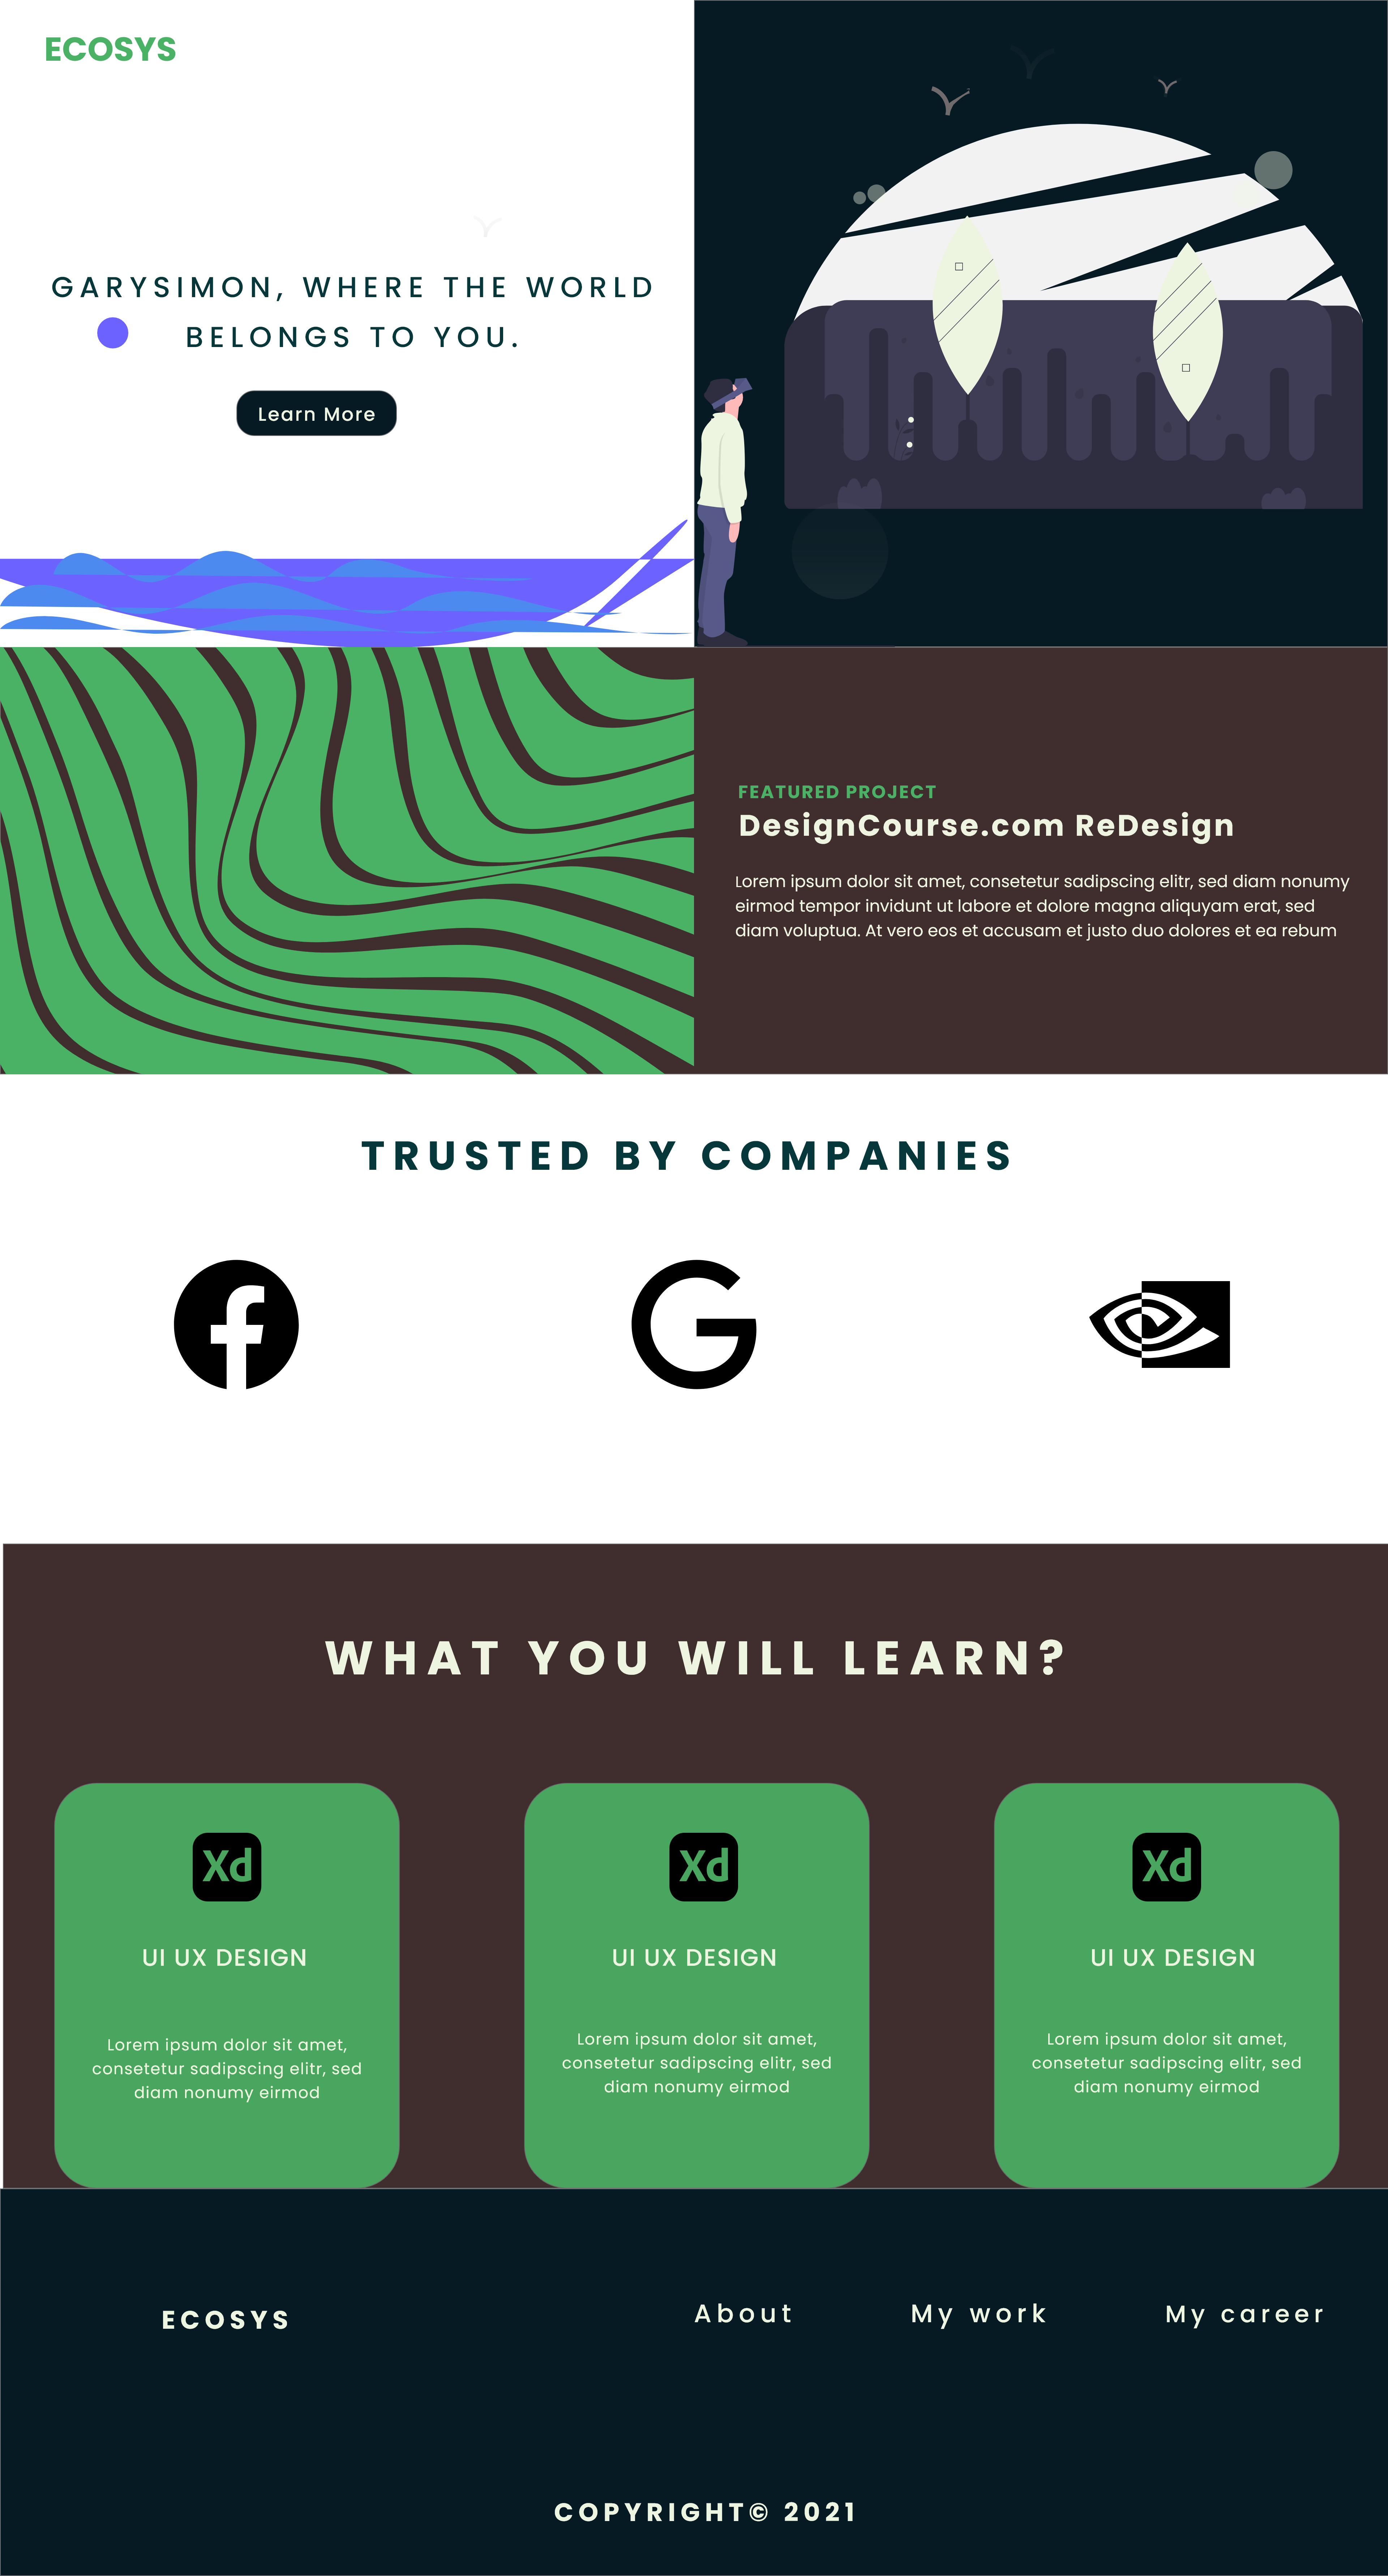 ECOSYS
GARYSIMON, WHERE THE WORLD
BELONGS TO YOU.
Learn More
FEATURED PROJECT
DesignCourse.com ReDesign
Lorem ipsum dolor sit amet, consetetur sadipscing elitr, sed diam nonumy
eirmod tempor invidunt ut labore et dolore magna aliquyam erat, sed
diam voluptua. At vero eos et accusam et justo duo dolores et ea rebum
TRUSTED BY COMPANIES
WHAT YOU WILL LEARN?
Xd
UI UX DESIGN
Lorem ipsum dolor sit amet,
consetetur sadipscing elitr, sed
diam nonumy eirmod
Xd
UI UX DESIGN
Lorem ipsum dolor sit amet,
consetetur sadipscing elitr, sed
diam nonumy eirmod
Xd
UI UX DESIGN
Lorem ipsum dolor sit amet,
consetetur sadipscing elitr, sed
diam nonumy eirmod
ECOSYS
About
My work
My career
COPYRIGHT© 2021